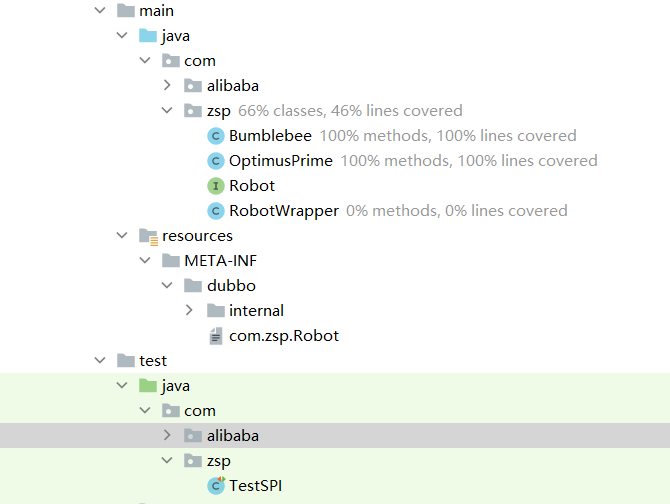 main
java
com
alibaba
zsp 66% classes, 46% lines covered
Bumblebee 100% methods, 100% lines covered
OptimusPrime 100% methods, 100% lines covered
Robot
RobotWrapper 0% methods, 0% lines covered
resources
META-INF
dubbo
internal
com.zsp.Robot
test
java
com
alibaba
zsp
TestSPI